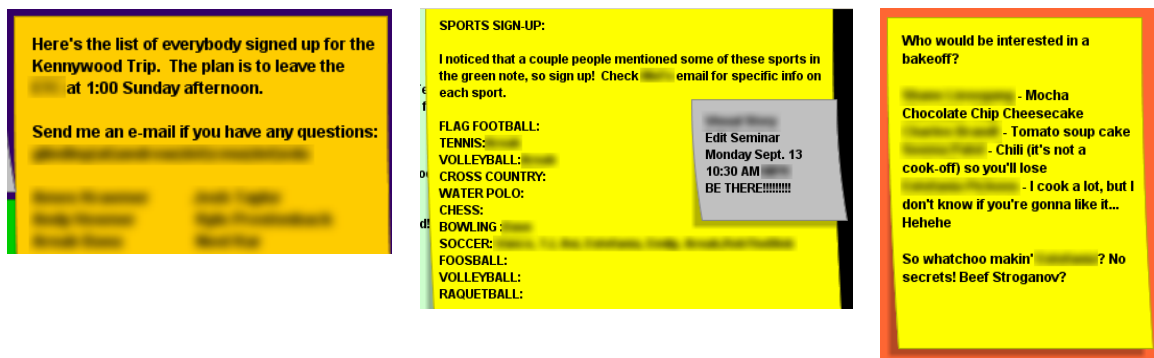 Here's the list of everybody signed up for the
Kennywood Trip. The plan is to leave the
at 1:00 Sunday afternoon.
Send me an e-mail if you have any questions:
SPORTS SIGN-UP:
I noticed that a couple people mentioned some of these sports in
the green note, so sign up! Check email for specific info on
each sport.
FLAG FOOTBALL:
TENNIS:
VOLLEYBALL:
CROSS COUNTRY:
WATER POLO:
CHESS:
BOWLING :
SOCCER:
FOOSBALL:
VOLLEYBALL:
RAQUETBALL:
Edit Seminar
Monday Sept. 13
10:30 AM
BE THERE!!!!!!!!!
Who would be interested in a
bakeoff?
- Mocha
Chocolate Chip Cheesecake
- Tomato soup cake
- Chili (it's not a
cook-off) so you'll lose
- I cook a lot, but I
don't know if you're gonna like it...
Hehehe
So whatchoo makin' ? No
secrets! Beef Stroganov?